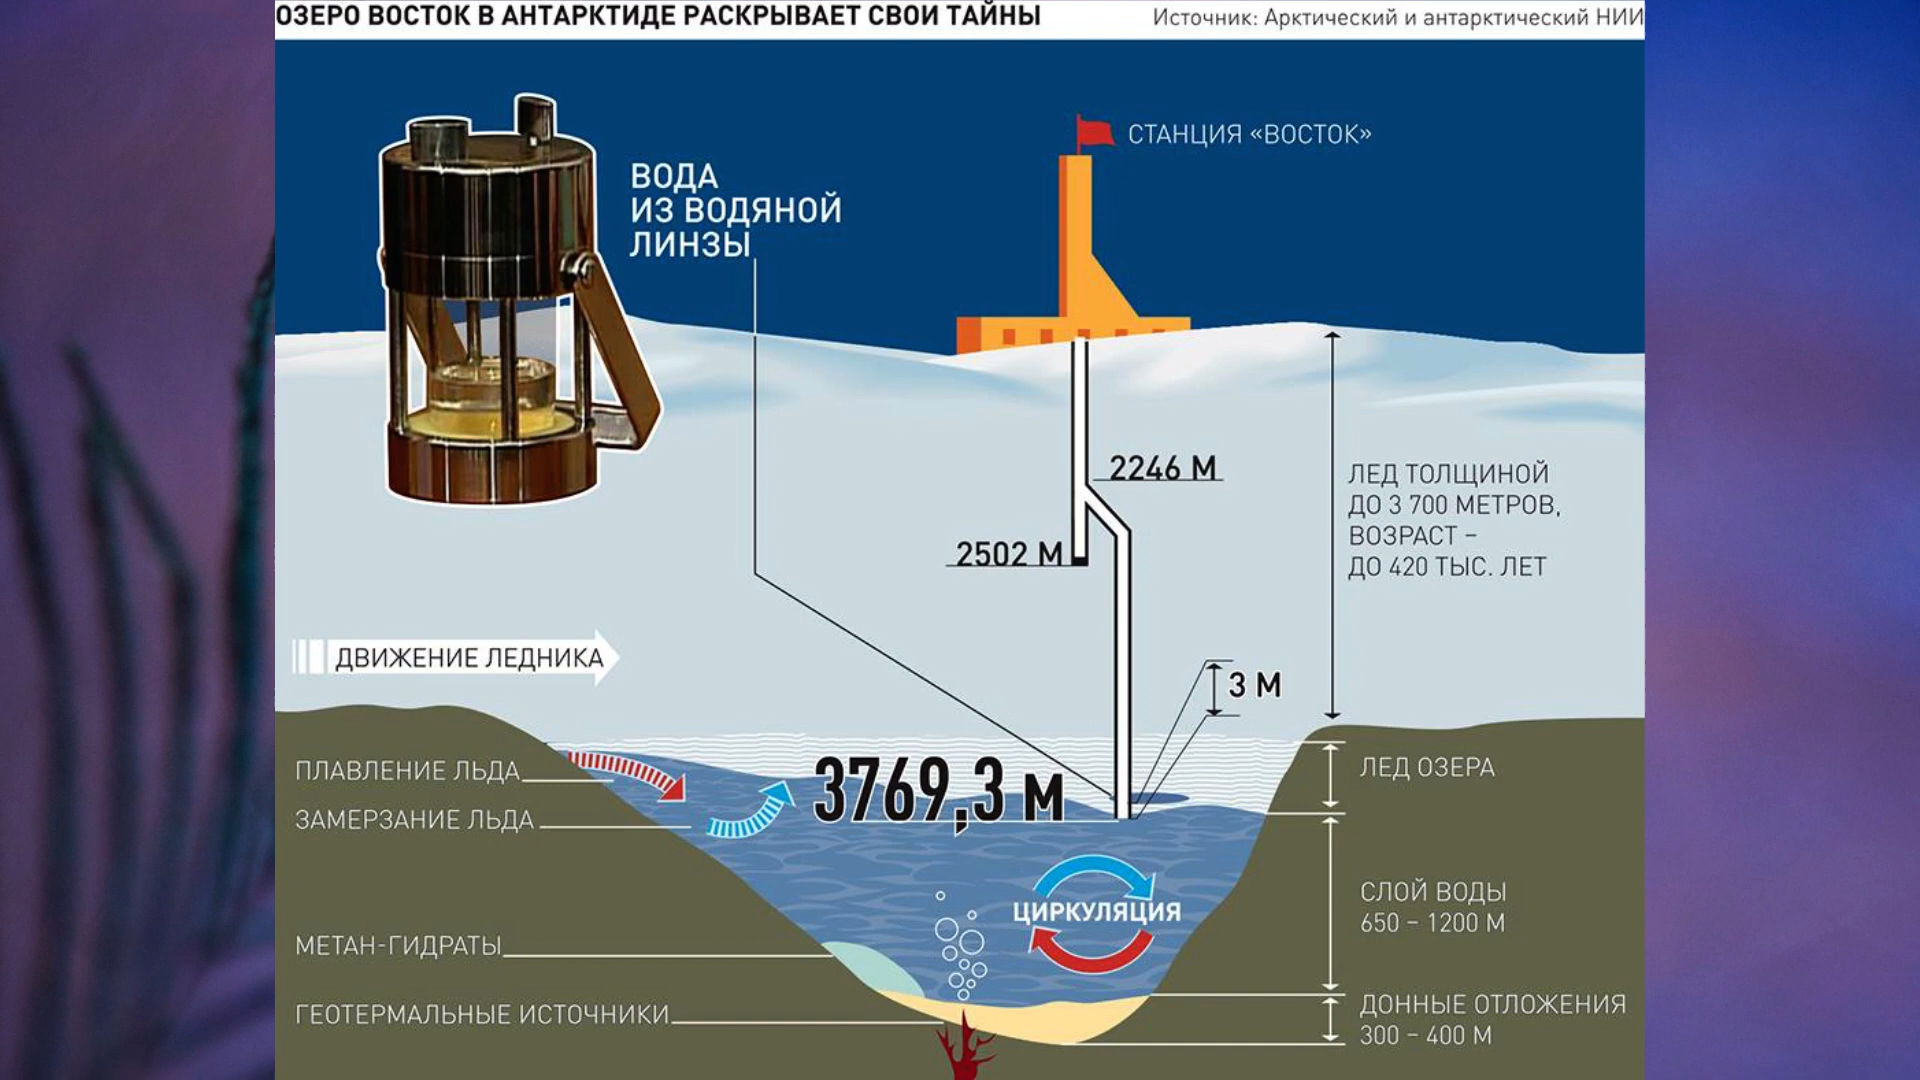 ОЗЕРО ВОСТОК В АНТАРКТИДЕ РАСКРЫВАЕТ СВОИ ТАЙНЫ
Источник: Арктический и антарктический НИИ
СТАНЦИЯ «ВОСТОК»
ВОДА
ИЗ ВОДЯНОЙ
ЛИНЗЫ
2246 М
2502 М
ЛЕД ТОЛЩИНОЙ
ДО 3 700 МЕТРОВ,
ВОЗРАСТ –
ДО 420 ТЫС. ЛЕТ
ДВИЖЕНИЕ ЛЕДНИКА
3 М
ПЛАВЛЕНИЕ ЛЬДА
ЗАМЕРЗАНИЕ ЛЬДА
3769,3 м
ЛЕД ОЗЕРА
ЦИРКУЛЯЦИЯ
СЛОЙ ВОДЫ
650 – 1200 М
МЕТАН-ГИДРАТЫ
ГЕОТЕРМАЛЬНЫЕ ИСТОЧНИКИ
ДОННЫЕ ОТЛОЖЕНИЯ
300 – 400 М